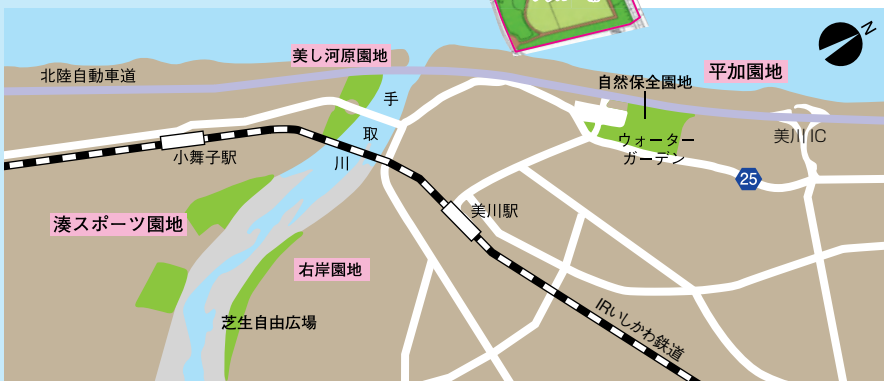 N
美し河原園地
平加園地
北陸自動車道
自然保全園地
手取川
美川IC
ウォーター
ガーデン
小舞子駅
25
美川駅
湊スポーツ園地
右岸園地
芝生自由広場
IRいしかわ鉄道